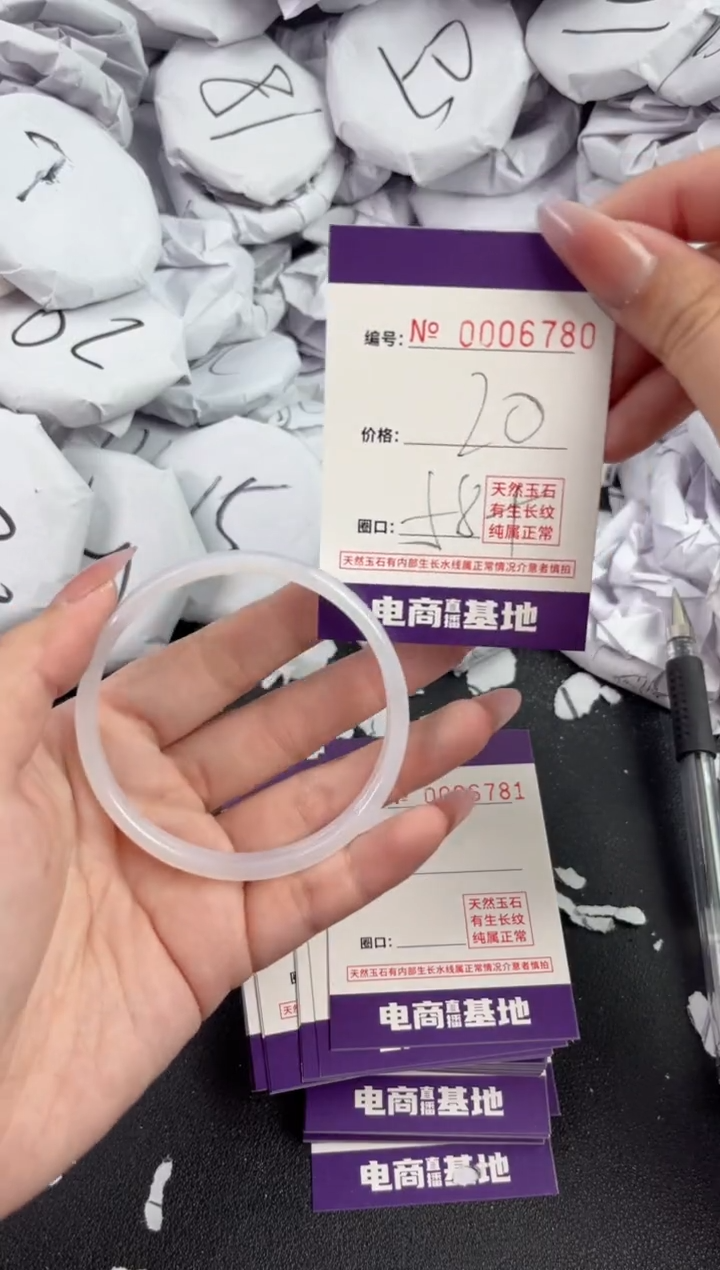 18
15
20
15
编号: № 0006780
价格: 20
圈口: 58+
天然玉石
有生长纹
纯属正常
天然玉石有内部生长水线属正常情况介意者慎拍
电商直播基地
6781
圈口:
天然玉石
有生长纹
纯属正常
天然玉石有内部生长水线属正常情况介意者慎拍
电商直播基地
电商直播基地
电商直播基地